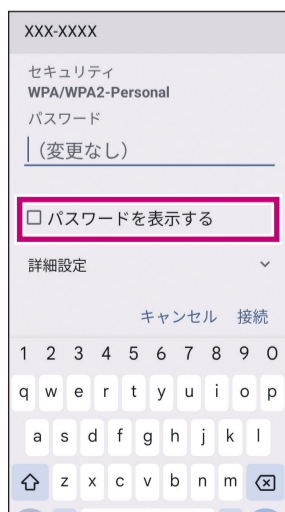 XXX-XXXX
セキュリティ
WPA/WPA2-Personal
パスワード
（変更なし）
パスワードを表示する
詳細設定
キャンセル 接続
1 2 3 4 5 6 7 8 9 0
q w e r t y u i o p
a s d f g h j k l
z x c v b n m